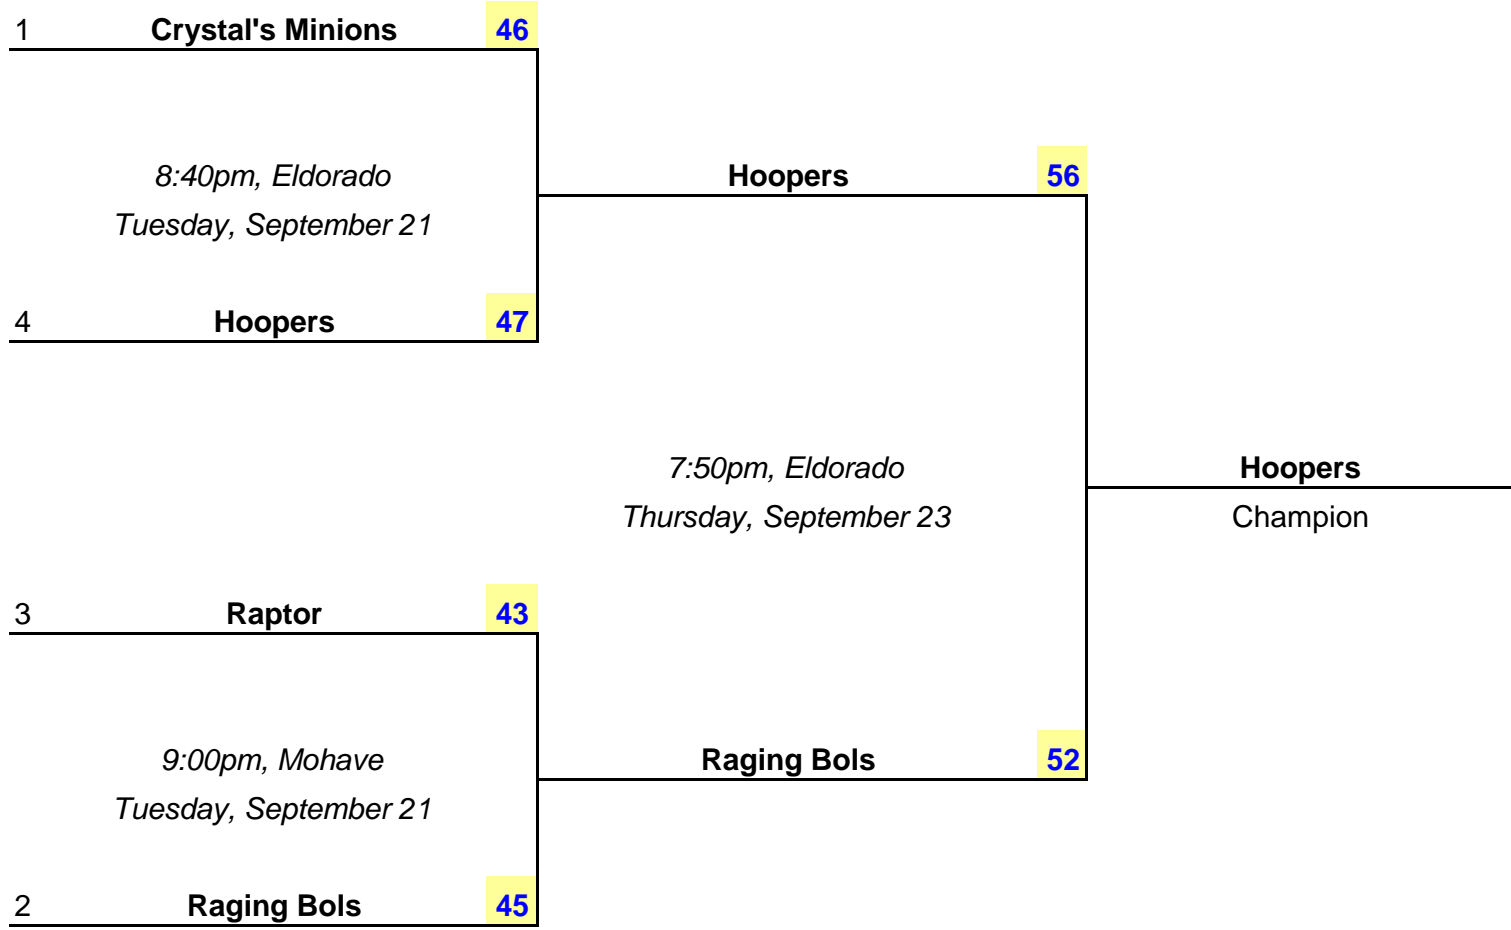 1 Crystal's Minions 46
8:40pm, Eldorado
Tuesday, September 21
Hoopers 56
4 Hoopers 47
7:50pm, Eldorado
Thursday, September 23
Hoopers
Champion
3 Raptor 43
9:00pm, Mohave
Tuesday, September 21
Raging Bols 52
2 Raging Bols 45